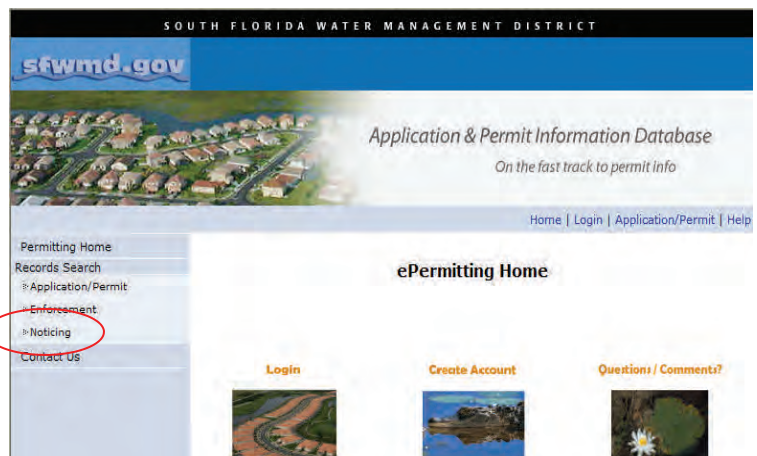 SOUTH FLORIDA WATER MANAGEMENT DISTRICT
sfwmd.gov
Application & Permit Information Database
On the fast track to permit info
Home | Login | Application/Permit | Help
Permitting Home
Records Search
Application/Permit
Enforcement
Noticing
Contact Us
ePermitting Home
Login
Create Account
Questions / Comments?